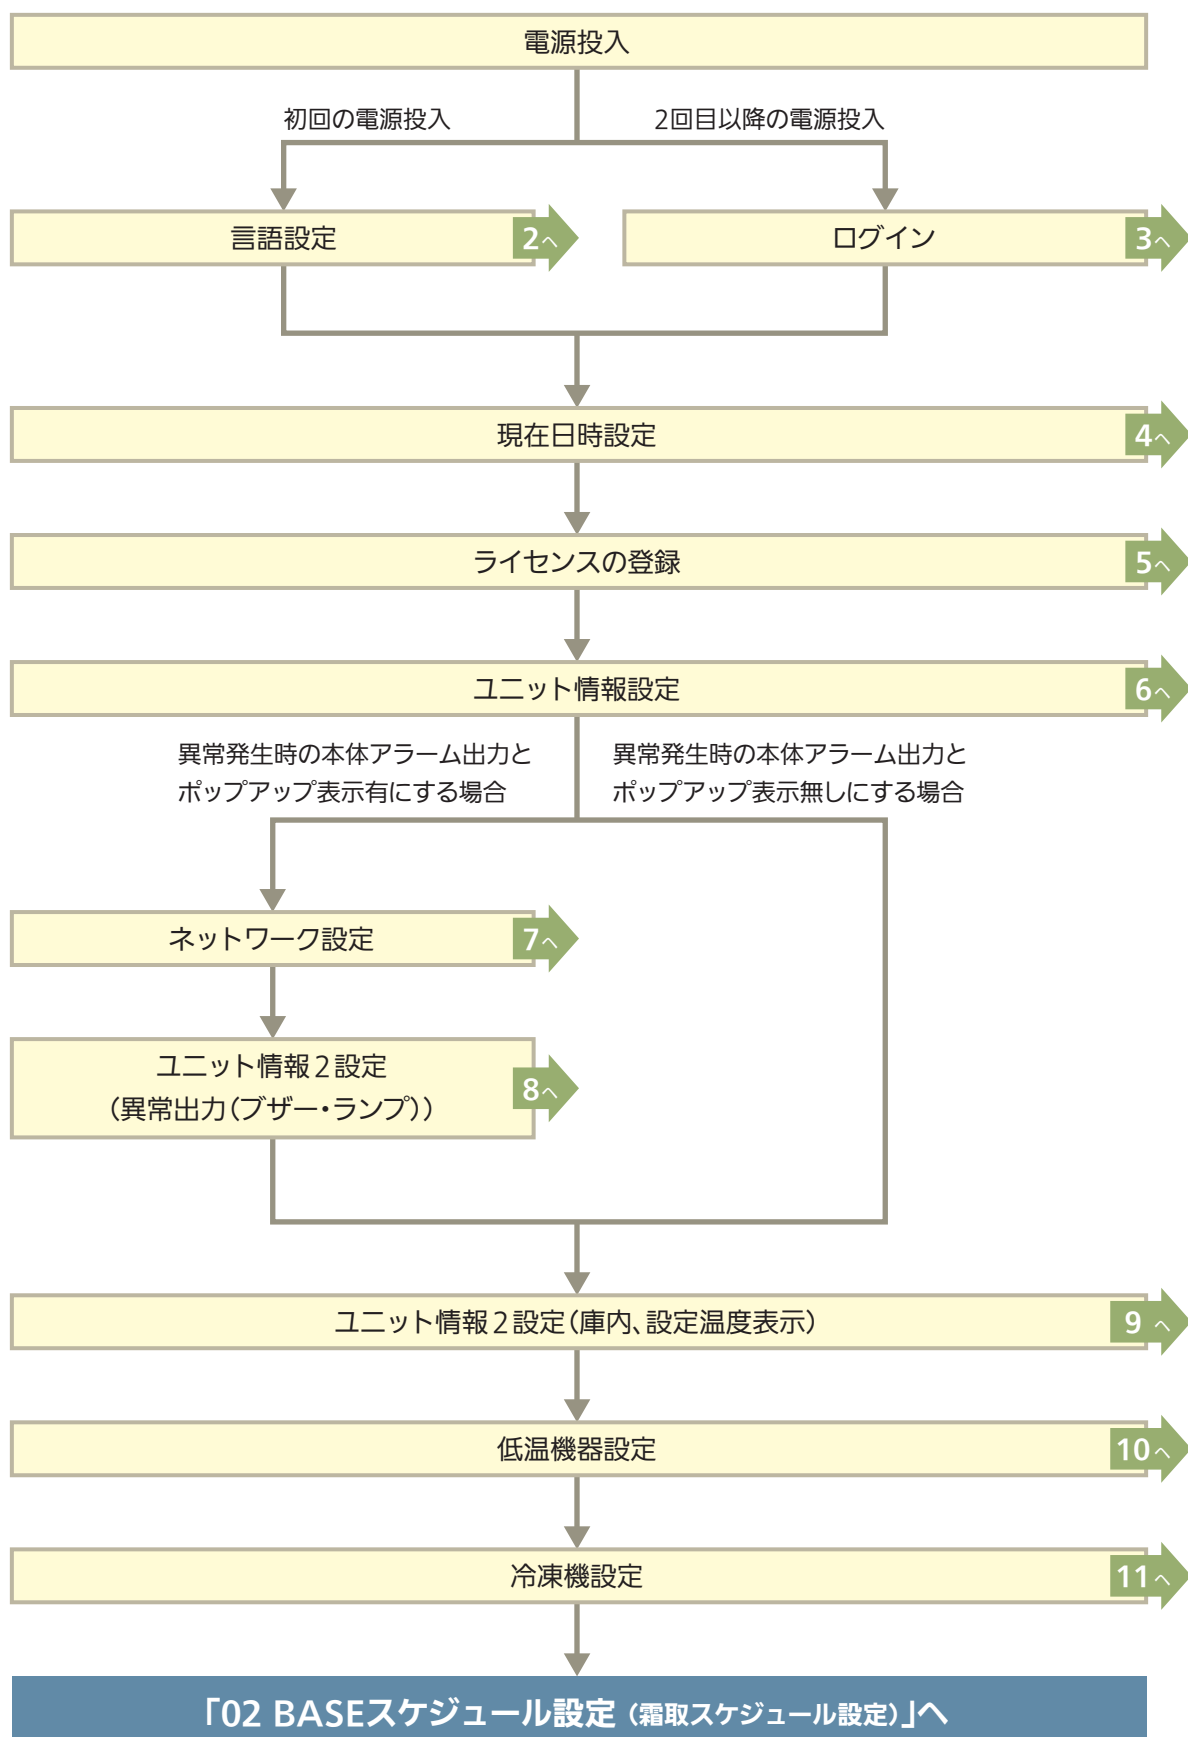 電源投入
初回の電源投入
2回目以降の電源投入
言語設定
2へ
ログイン
3へ
現在日時設定
4へ
ライセンスの登録
5へ
ユニット情報設定
6へ
異常発生時の本体アラーム出力と
ポップアップ表示有にする場合
異常発生時の本体アラーム出力と
ポップアップ表示無しにする場合
ネットワーク設定
7へ
ユニット情報2設定
(異常出力(ブザー・ランプ))
8へ
ユニット情報2設定(庫内、設定温度表示)
9へ
低温機器設定
10へ
冷凍機設定
11へ
「02 BASEスケジュール設定(霜取スケジュール設定)」へ